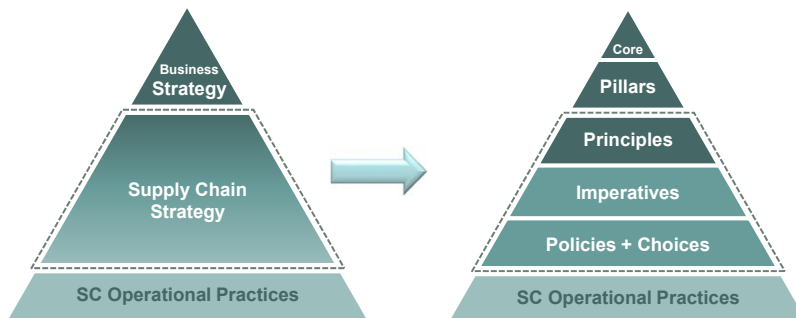 Business
Strategy
Supply Chain
Strategy
SC Operational Practices
Core
Pillars
Principles
Imperatives
Policies + Choices
SC Operational Practices